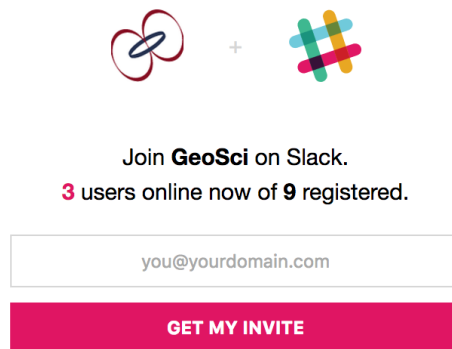 +
Join GeoSci on Slack.
3 users online now of 9 registered.
you@yourdomain.com
GET MY INVITE